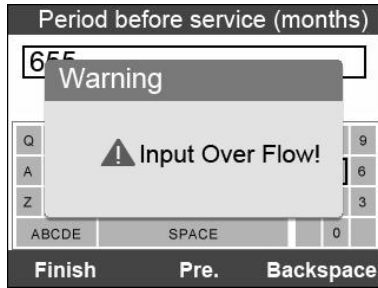 Period before service (months)
655
Warning
Input Over Flow!
Q
9
A
6
Z
3
ABCDE SPACE 0
Finish Pre. Backspace